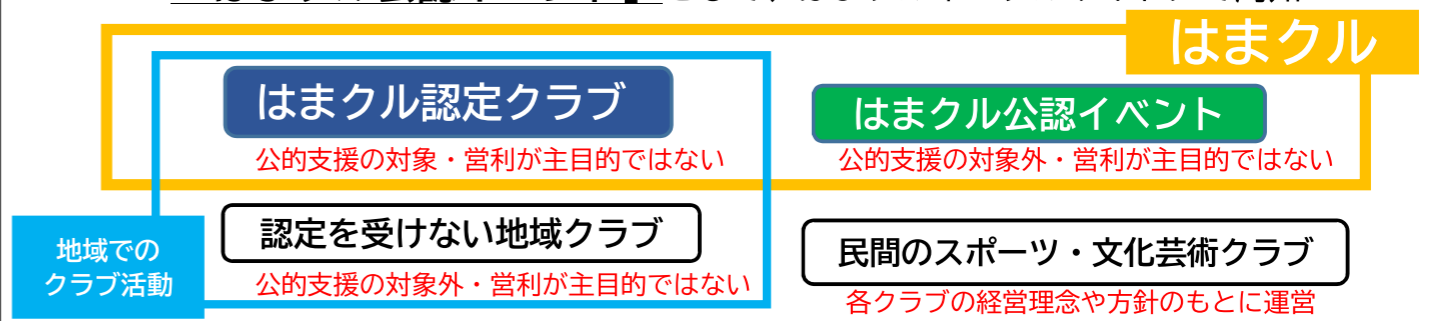 はまクル
はまクル認定クラブ
公的支援の対象・営利が主目的ではない
はまクル公認イベント
公的支援の対象外・営利が主目的ではない
地域での
クラブ活動
認定を受けない地域クラブ
公的支援の対象外・営利が主目的ではない
民間のスポーツ・文化芸術クラブ
各クラブの経営理念や方針のもとに運営